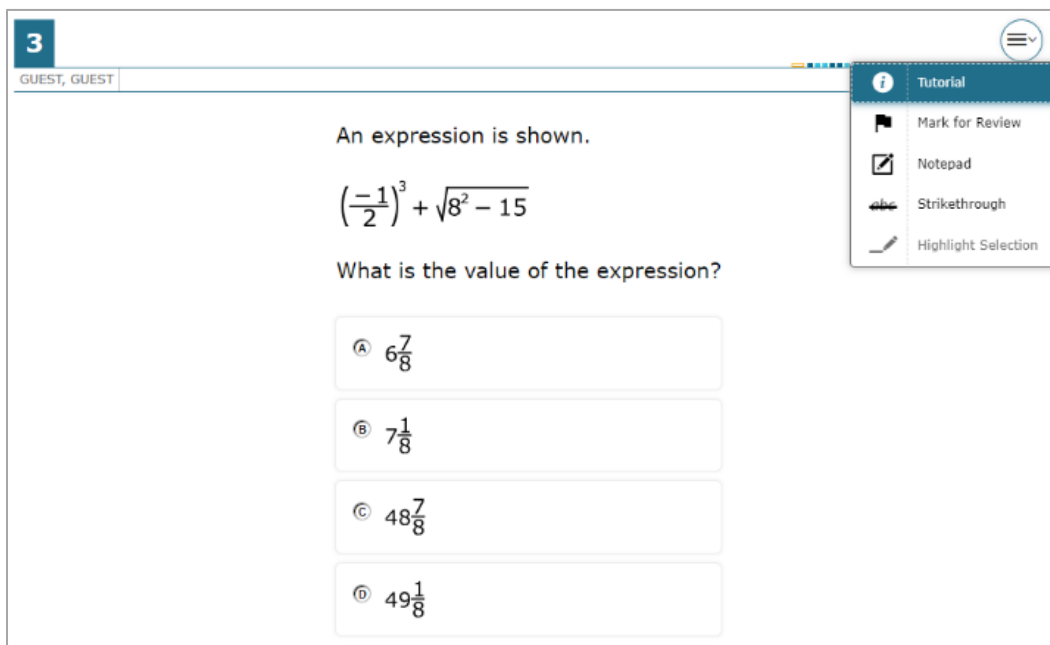 3
GUEST, GUEST
Tutorial
Mark for Review
Notepad
abc Strikethrough
Highlight Selection
An expression is shown.
(-1/2)³ + √(8² – 15)
What is the value of the expression?
A 6 7/8
B 7 1/8
C 48 7/8
D 49 1/8